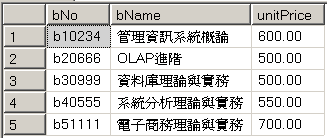 bNo bName unitPrice
1 b10234 管理資訊系統概論 600.00
2 b20666 OLAP進階 500.00
3 b30999 資料庫理論與實務 500.00
4 b40555 系統分析理論與實務 550.00
5 b51111 電子商務理論與實務 700.00